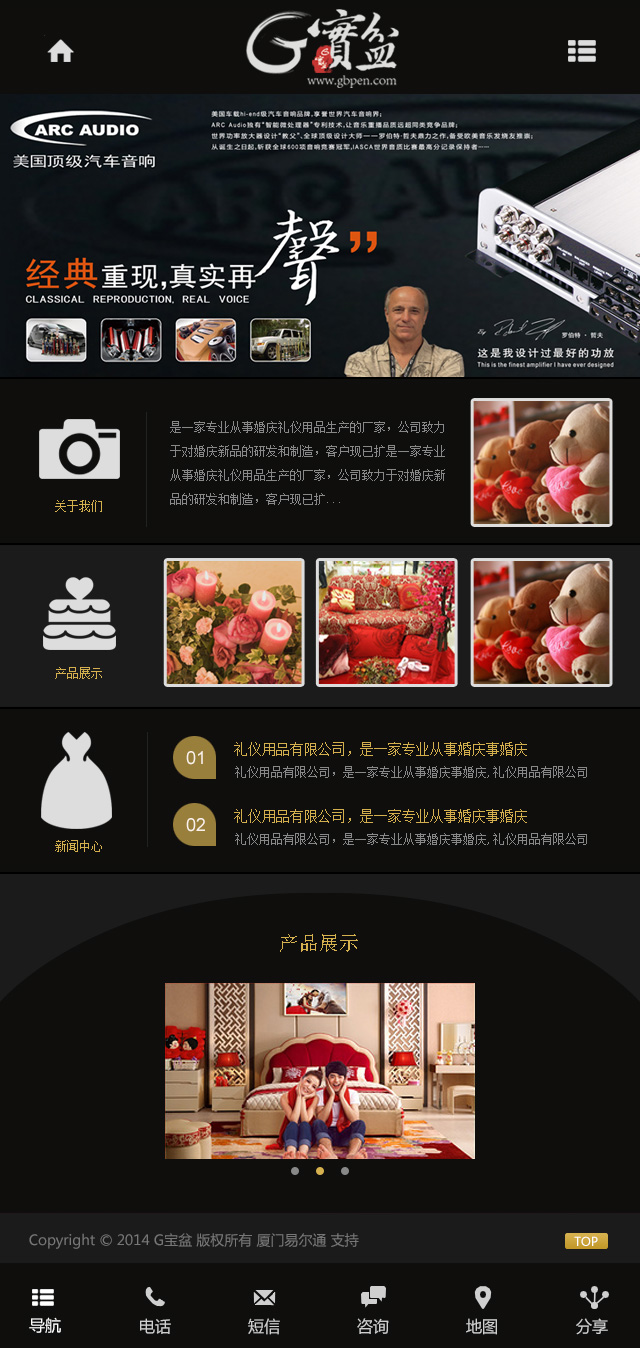 G寶盆
www.gbpen.com
ARC AUDIO
美国顶级汽车音响
美国车载hi-end级汽车音响品牌,享誉世界汽车音响界;
ARC Audio独有“智能微处理器”专利技术,让音乐重播品质远超同类竞争品牌;
世界功率放大器设计“教父”,全球顶级设计大师——罗伯特·哲夫鼎力之作,备受欧美音乐发烧友推崇;
从诞生之日起,斩获全球600项音响竞赛冠军,IASCA世界音质比赛最高分记录保持者……
经典重现,真实再聲”
CLASSICAL REPRODUCTION, REAL VOICE
By
罗伯特 · 哲夫
这是我设计过最好的功放
This is the finest amplifier I have ever designed
是一家专业从事婚庆礼仪用品生产的厂家，公司致力
于对婚庆新品的研发和制造，客户现已扩是一家专业
从事婚庆礼仪用品生产的厂家，公司致力于对婚庆新
品的研发和制造，客户现已扩...
关于我们
产品展示
01
礼仪用品有限公司，是一家专业从事婚庆事婚庆
礼仪用品有限公司，是一家专业从事婚庆事婚庆,礼仪用品有限公司
02
礼仪用品有限公司，是一家专业从事婚庆事婚庆
礼仪用品有限公司，是一家专业从事婚庆事婚庆,礼仪用品有限公司
新闻中心
产品展示
Copyright © 2014 G宝盆 版权所有 厦门易尔通 支持
TOP
导航 电话 短信 咨询 地图 分享